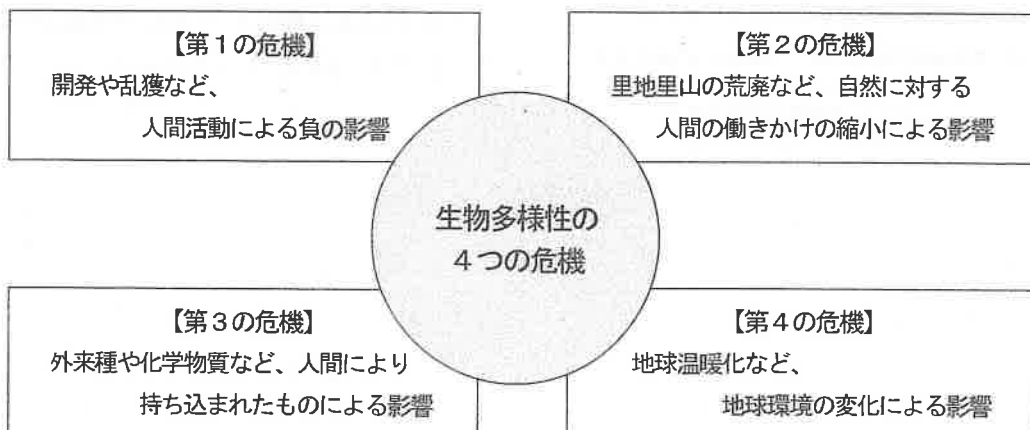 【第1の危機】
開発や乱獲など、
人間活動による負の影響
【第2の危機】
里地里山の荒廃など、自然に対する
人間の働きかけの縮小による影響
生物多様性の
4つの危機
【第3の危機】
外来種や化学物質など、人間により
持ち込まれたものによる影響
【第4の危機】
地球温暖化など、
地球環境の変化による影響